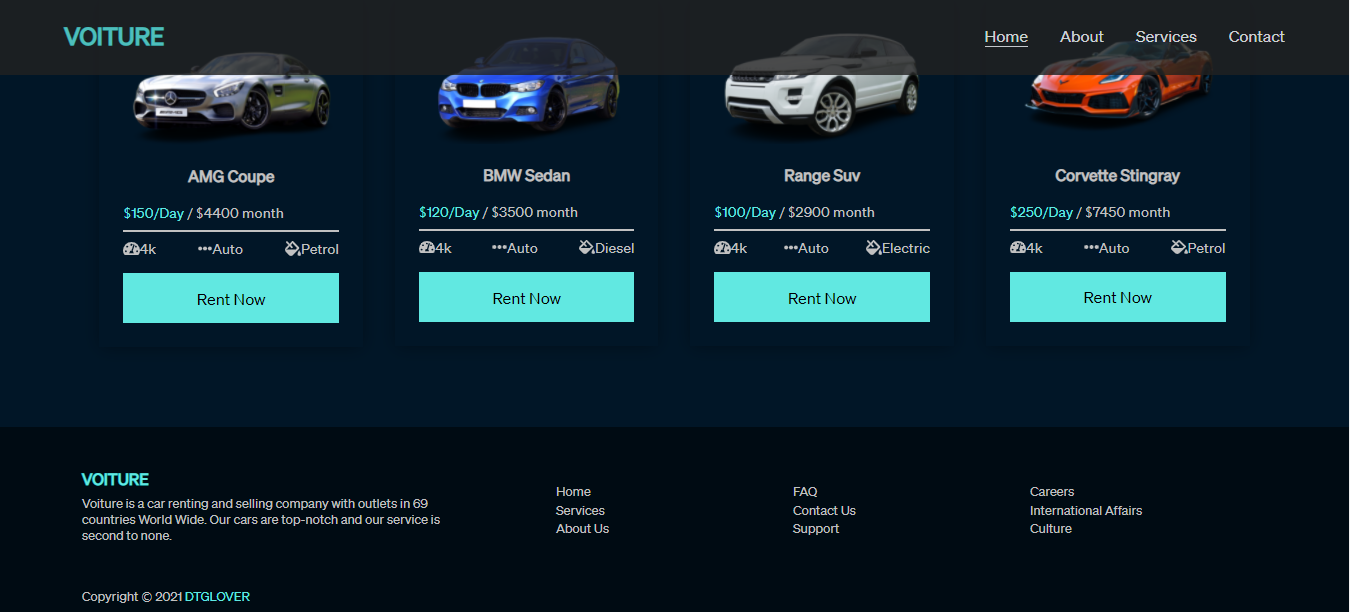 VOITURE
Home About Services Contact
AMG Coupe BMW Sedan Range Suv Corvette Stingray
$150/Day / $4400 month $120/Day / $3500 month $100/Day / $2900 month $250/Day / $7450 month
4k •••Auto Petrol 4k •••Auto Diesel 4k •••Auto Electric 4k •••Auto Petrol
Rent Now Rent Now Rent Now Rent Now
VOITURE
Voiture is a car renting and selling company with outlets in 69
countries World Wide. Our cars are top-notch and our service is
second to none.
Home
Services
About Us
FAQ
Contact Us
Support
Careers
International Affairs
Culture
Copyright © 2021 DTGLOVER